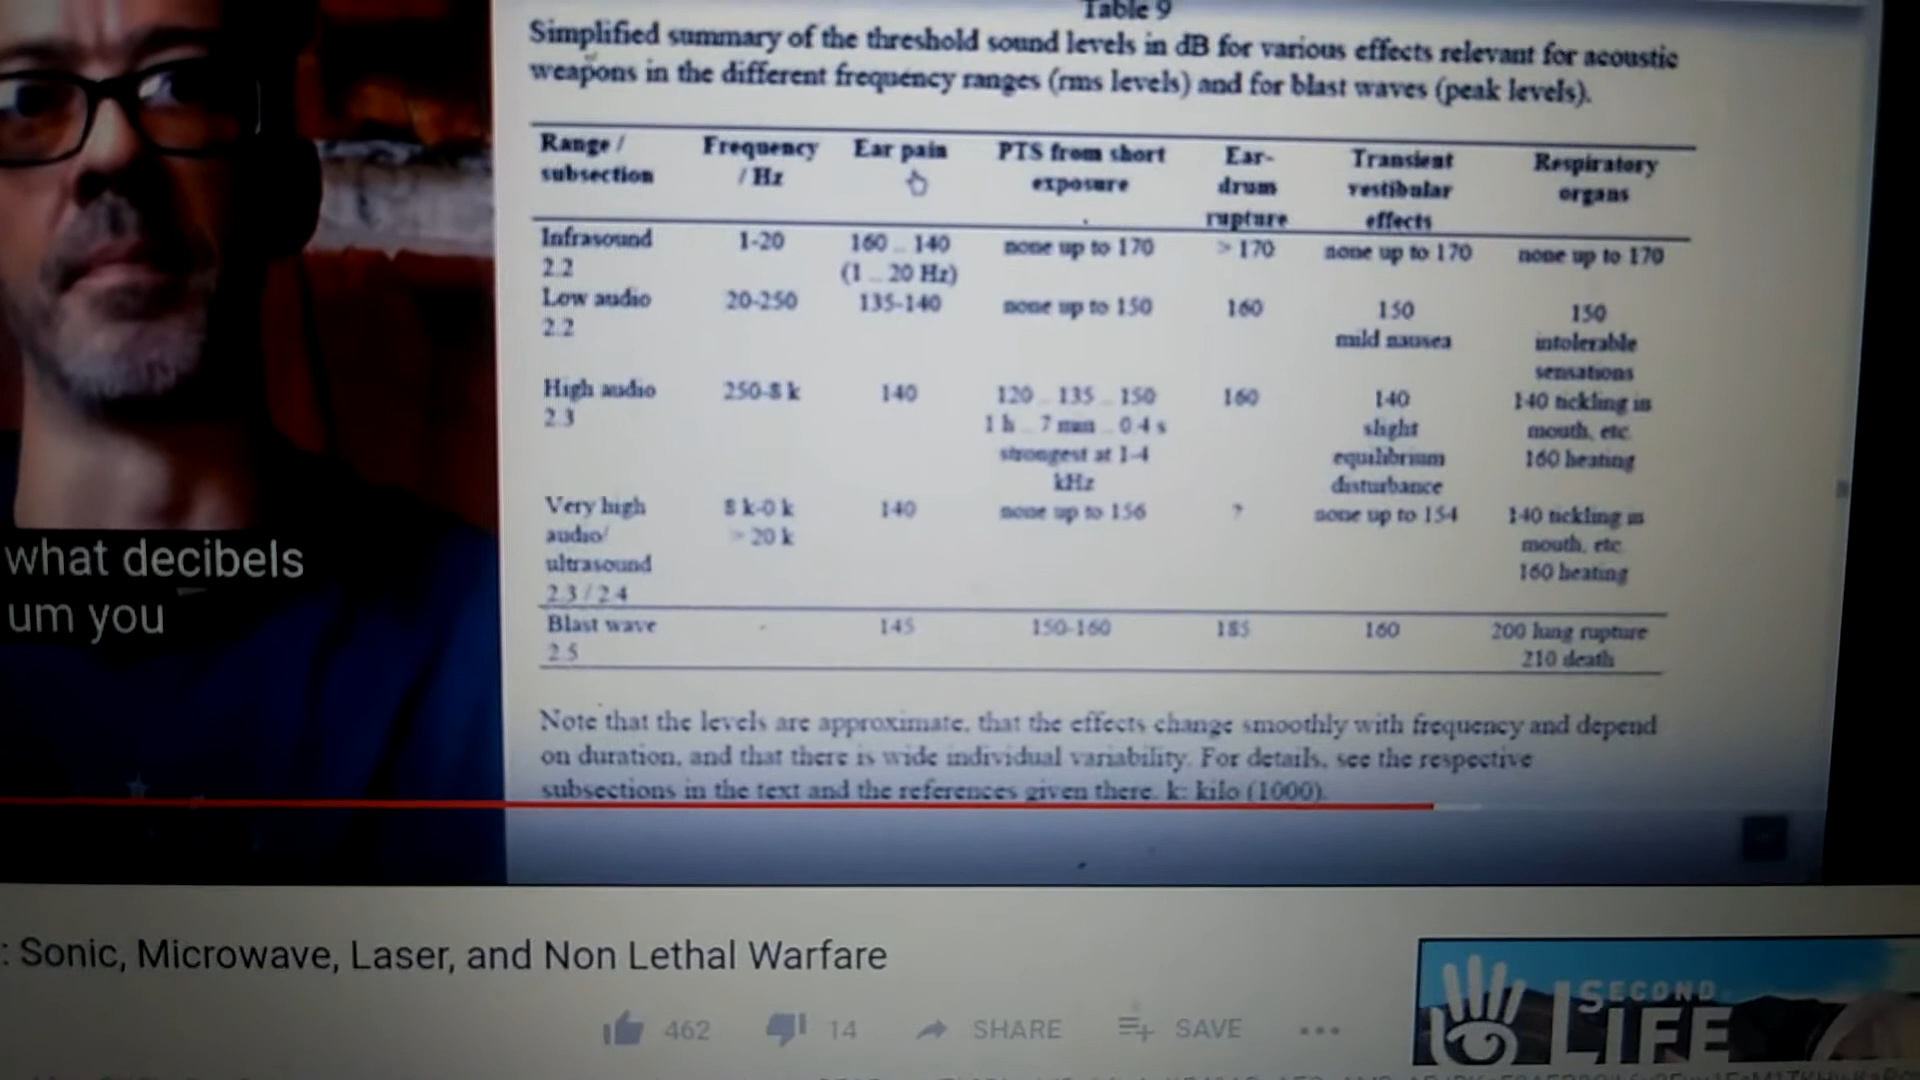 Table 9
Simplified summary of the threshold sound levels in dB for various effects relevant for acoustic
weapons in the different frequency ranges (rms levels) and for blast waves (peak levels).
Range / Frequency Ear pain PTS from short Ear- Transient Respiratory
subsection / Hz exposure drum vestibular organs
rupture effects
Infrasound 1-20 160 .. 140 none up to 170 > 170 none up to 170 none up to 170
2.2 (1 .. 20 Hz)
Low audio 20-250 135-140 none up to 150 160 150 150
2.2 mild nausea intolerable
sensations
High audio 250-8 k 140 120 .. 135 .. 150 160 140 140 tickling in
2.3 1 h .. 7 min .. 0.4 s slight mouth, etc.
strongest at 1-4 equilibrium 160 heating
kHz disturbance
Very high 8 k-0 k 140 none up to 156 ? none up to 154 140 tickling in
audio/ > 20 k mouth, etc.
ultrasound 160 heating
2.3 / 2.4
Blast wave - 145 150-160 185 160 200 lung rupture
2.5 210 death
Note that the levels are approximate, that the effects change smoothly with frequency and depend
on duration, and that there is wide individual variability. For details, see the respective
subsections in the text and the references given there. k: kilo (1000).
what decibels
um you
: Sonic, Microwave, Laser, and Non Lethal Warfare
462 14 SHARE SAVE
SECOND
LIFE